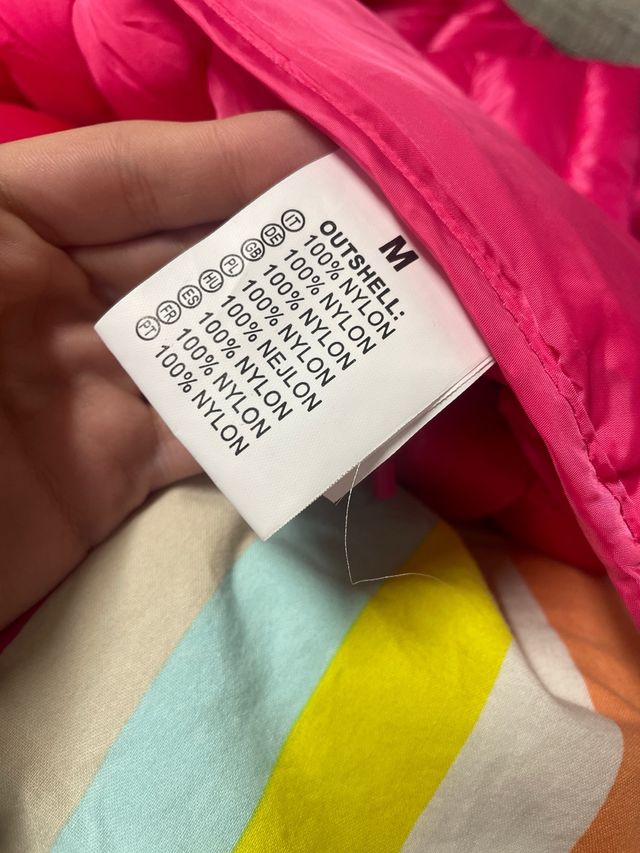 M
OUTSHELL:
IT 100% NYLON
DE 100% NYLON
GB 100% NYLON
PL 100% NYLON
HU 100% NEJLON
ES 100% NYLON
FR 100% NYLON
PT 100% NYLON